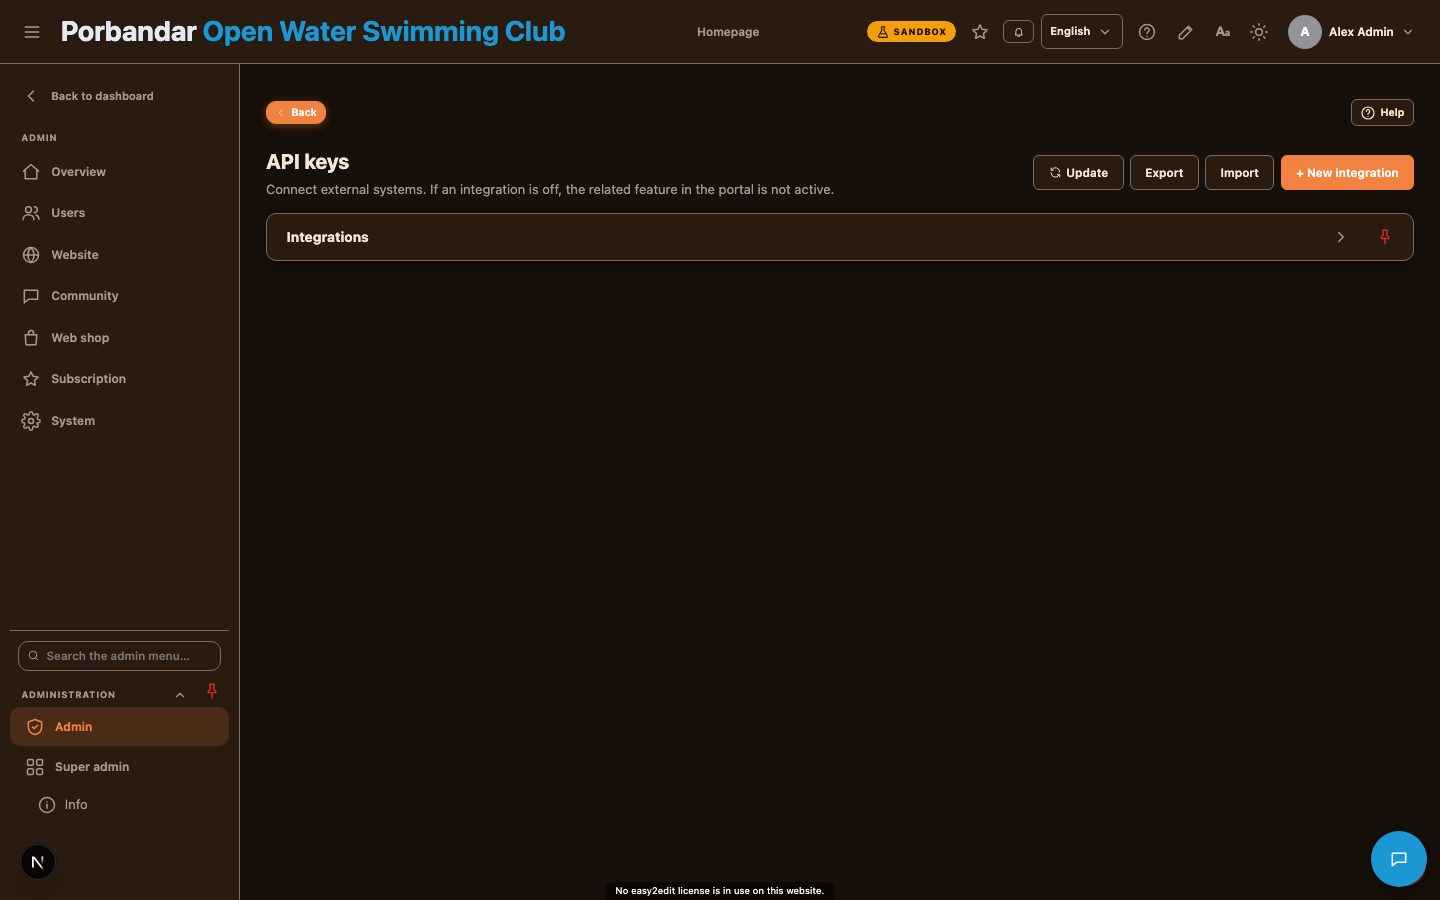 Porbandar Open Water Swimming Club
Homepage
SANDBOX
English
Aa
A
Alex Admin
Back to dashboard
ADMIN
Overview
Users
Website
Community
Web shop
Subscription
System
Search the admin menu...
ADMINISTRATION
Admin
Super admin
Info
N
Back
Help
API keys
Connect external systems. If an integration is off, the related feature in the portal is not active.
Update
Export
Import
+ New integration
Integrations
No easy2edit license is in use on this website.